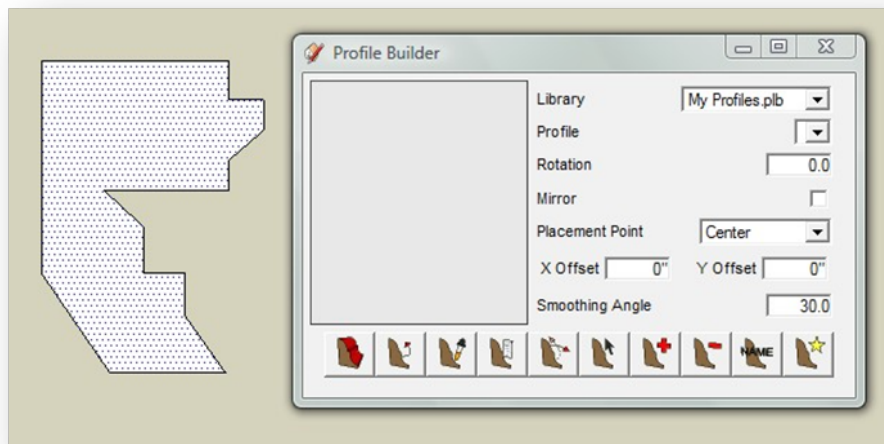 Profile Builder
Library My Profiles.plb
Profile
Rotation 0.0
Mirror
Placement Point Center
X Offset 0" Y Offset 0"
Smoothing Angle 30.0
NAME